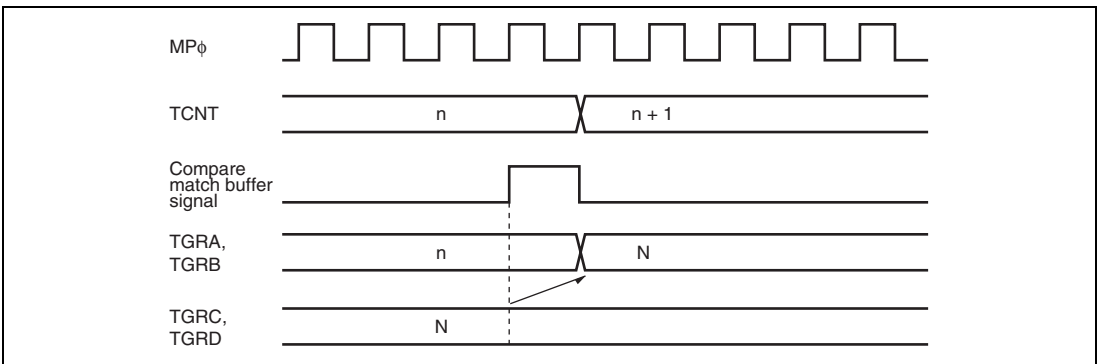 MPϕ
TCNT
n
n + 1
Compare
match buffer
signal
TGRA,
TGRB
n
N
TGRC,
TGRD
N